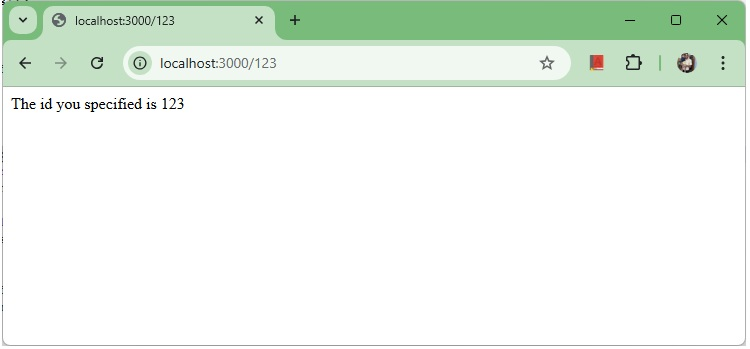 localhost:3000/123
localhost:3000/123
The id you specified is 123